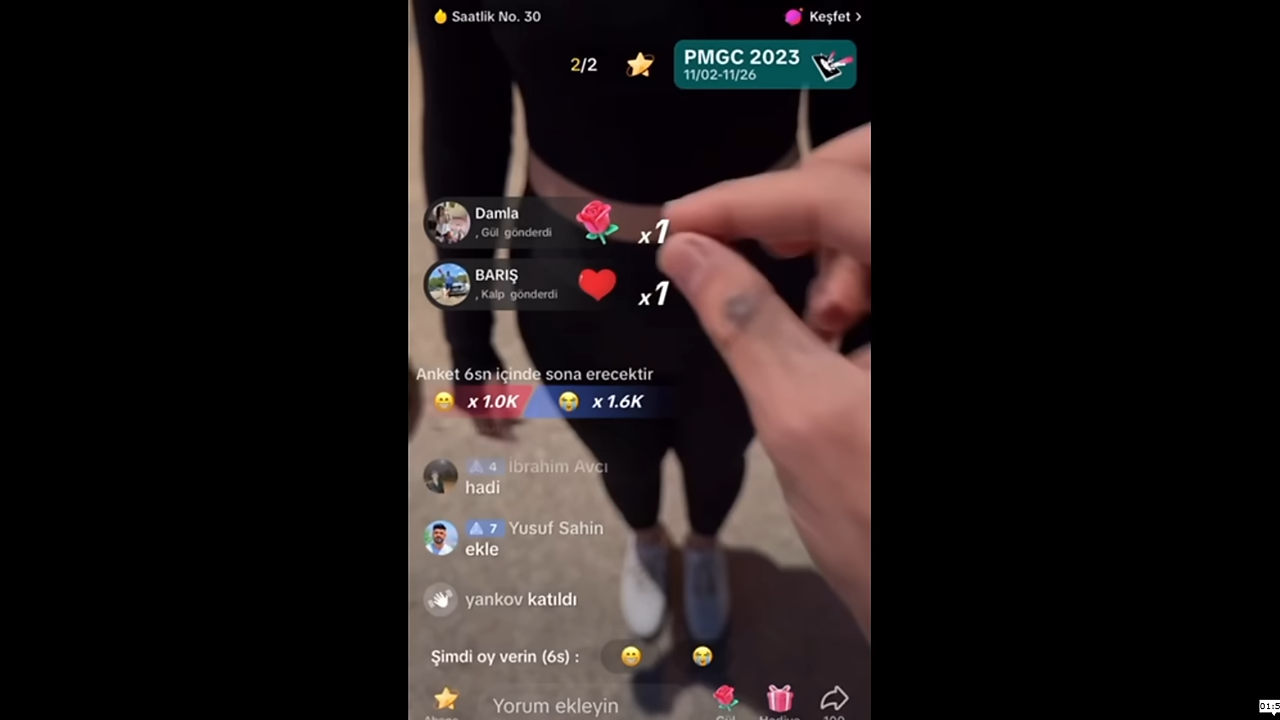 Saatlik No. 30
Keşfet >
2/2
PMGC 2023
11/02-11/26
Damla
, Gül gönderdi
x1
BARIŞ
, Kalp gönderdi
x1
Anket 6sn içinde sona erecektir
x 1.0K
x 1.6K
4 İbrahim Avcı
hadi
7 Yusuf Sahin
ekle
yankov katıldı
Şimdi oy verin (6s) :
Yorum ekleyin